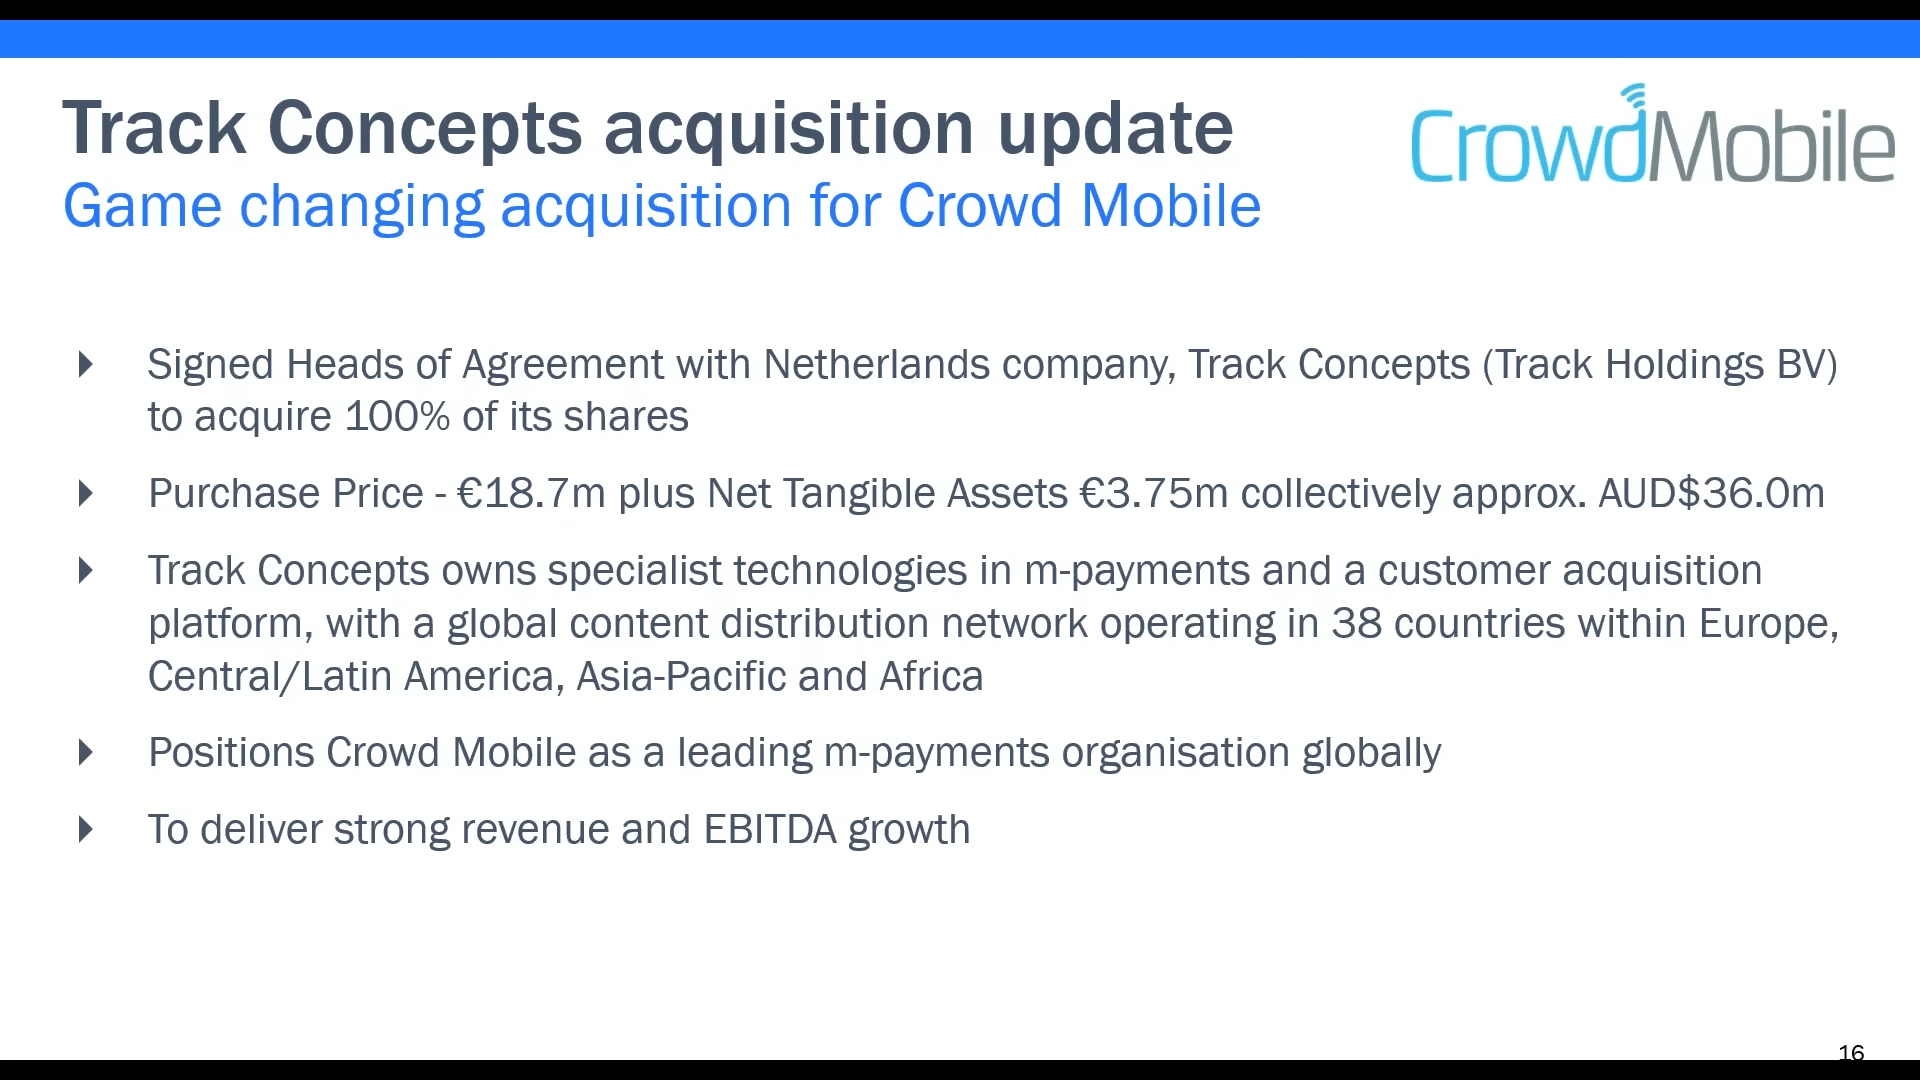 Track Concepts acquisition update
CrowdMobile
Game changing acquisition for Crowd Mobile
Signed Heads of Agreement with Netherlands company, Track Concepts (Track Holdings BV)
to acquire 100% of its shares
Purchase Price - €18.7m plus Net Tangible Assets €3.75m collectively approx. AUD$36.0m
Track Concepts owns specialist technologies in m-payments and a customer acquisition
platform, with a global content distribution network operating in 38 countries within Europe,
Central/Latin America, Asia-Pacific and Africa
Positions Crowd Mobile as a leading m-payments organisation globally
To deliver strong revenue and EBITDA growth
16